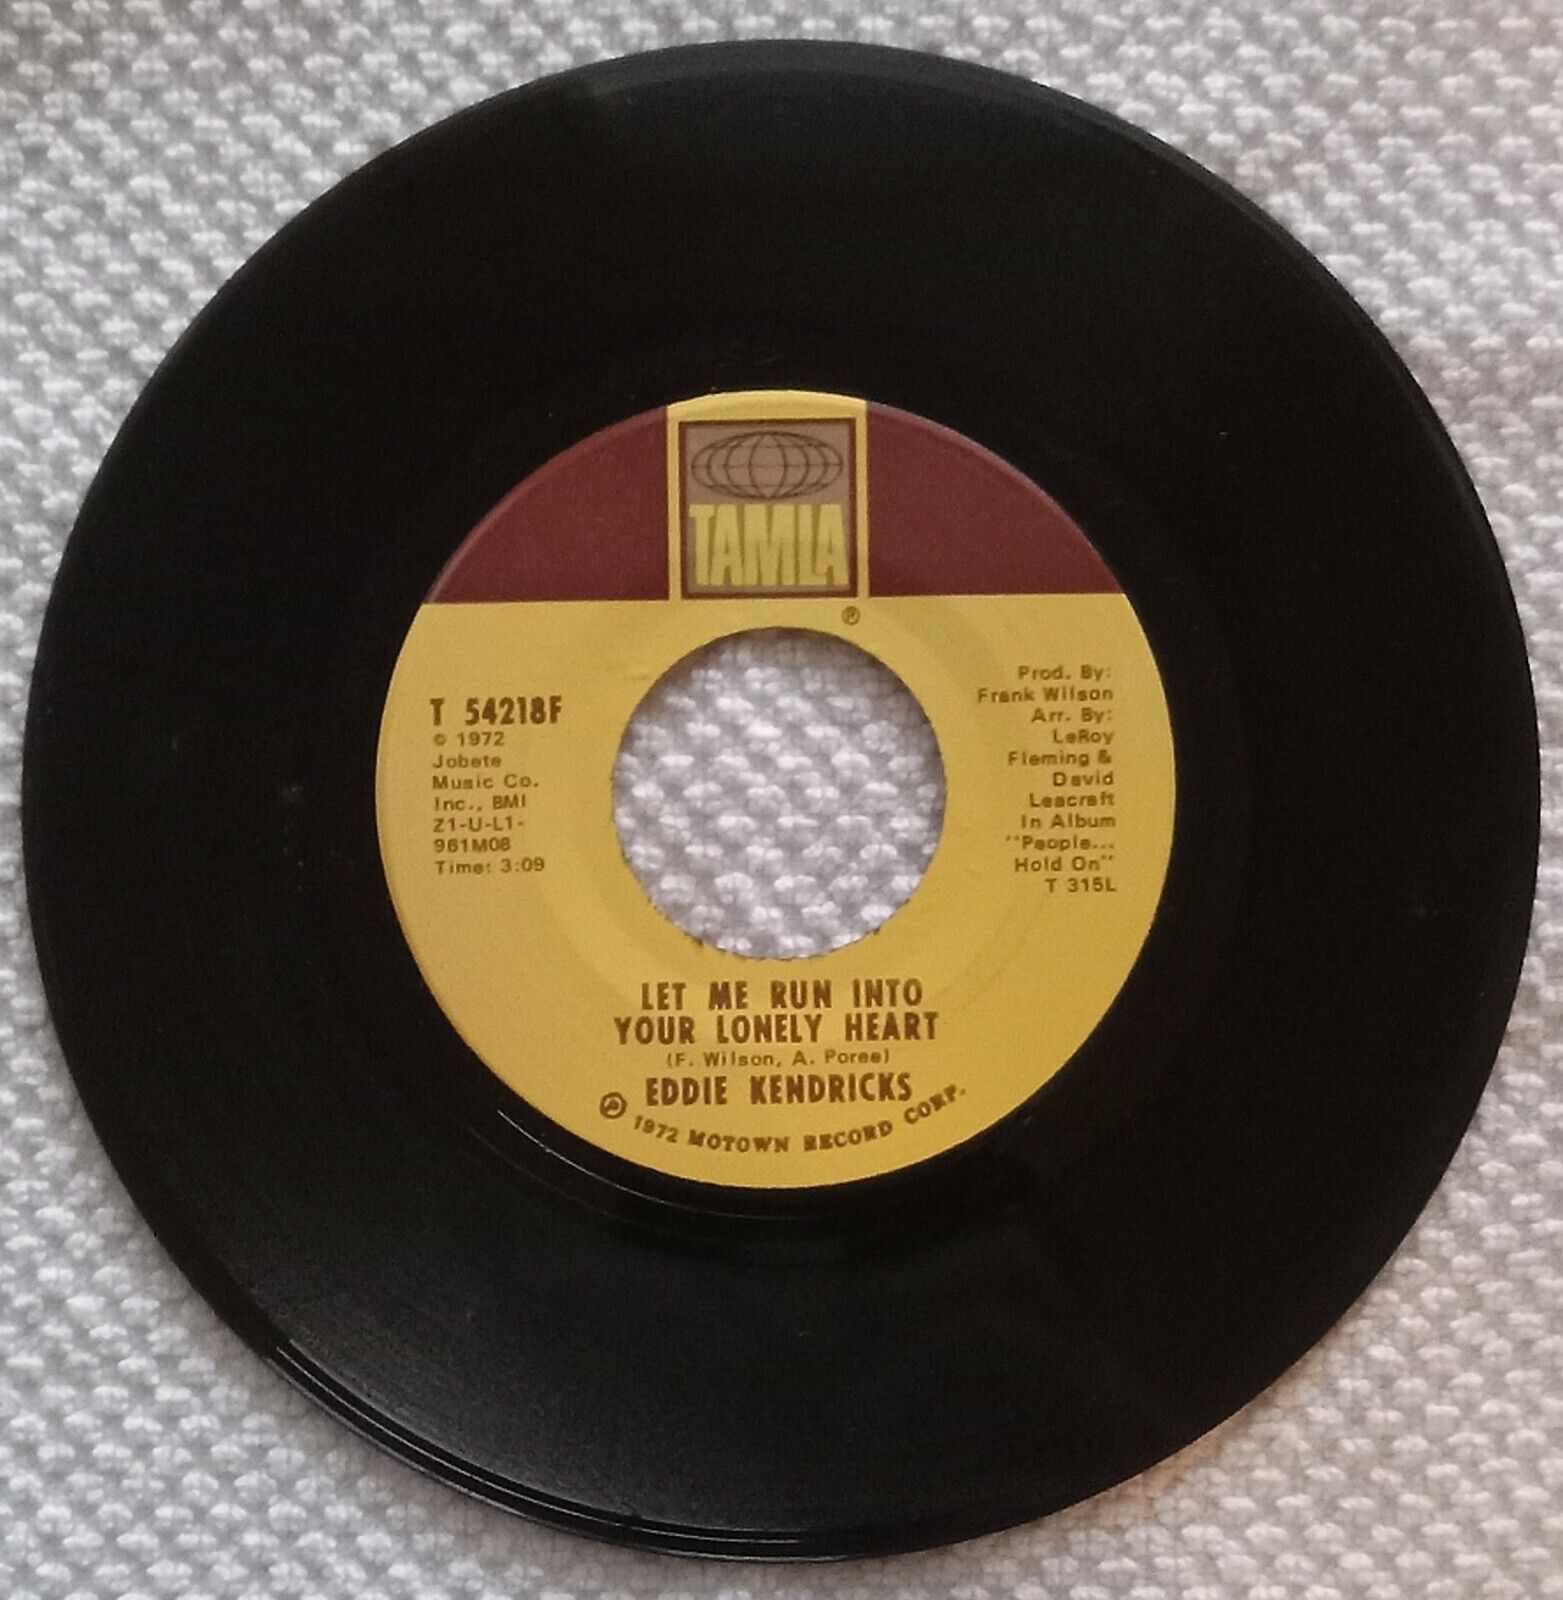 TAMLA
®
T 54218F
© 1972
Jobete
Music Co.
Inc., BMI
Z1-U-L1-
961M08
Time: 3:09
Prod. By:
Frank Wilson
Arr. By:
LeRoy
Fleming &
David
Leacraft
In Album
"People...
Hold On"
T 315L
LET ME RUN INTO
YOUR LONELY HEART
(F. Wilson, A. Poree)
EDDIE KENDRICKS
℗ 1972 MOTOWN RECORD CORP.